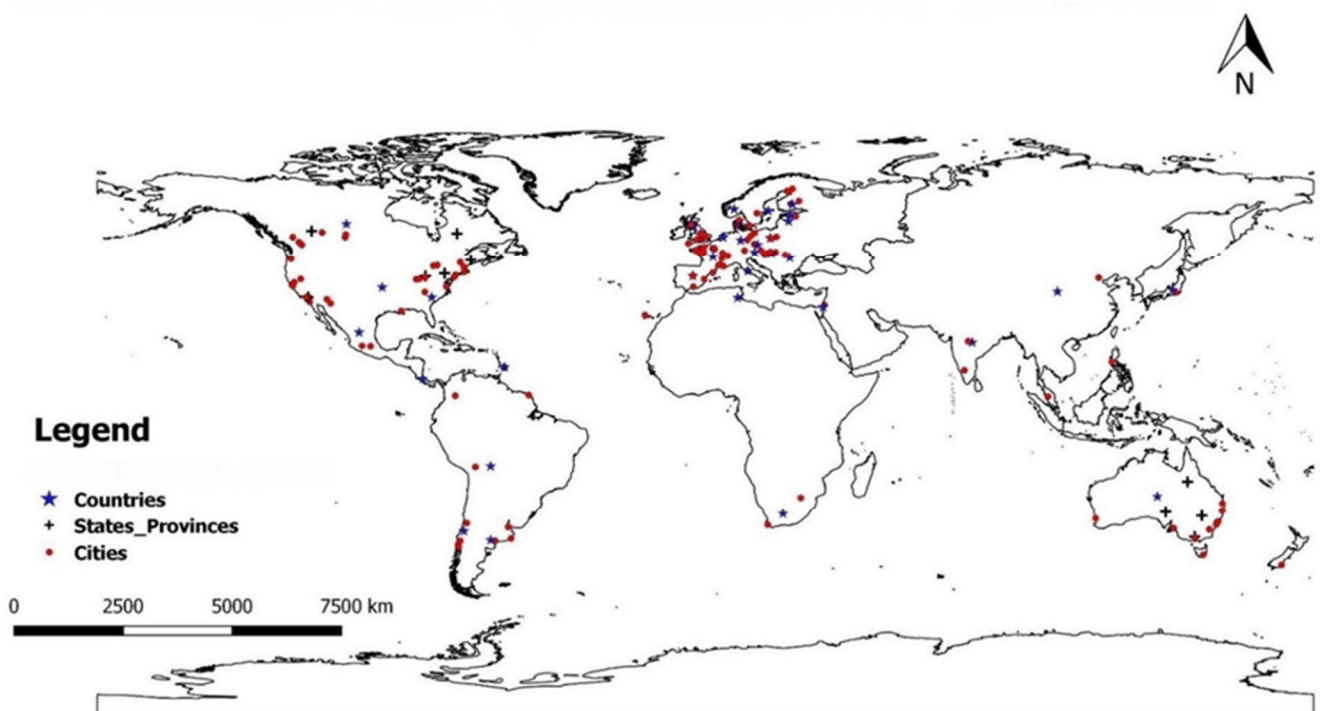 N
Legend
Countries
States_Provinces
Cities
0 2500 5000 7500 km